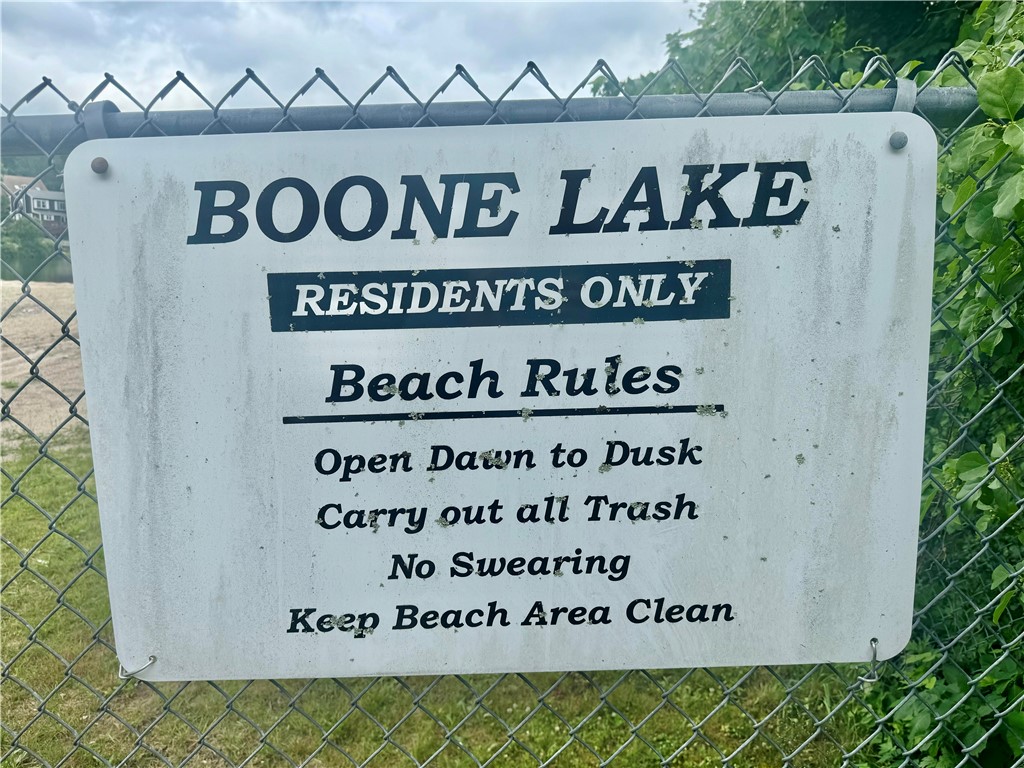 BOONE LAKE
RESIDENTS ONLY
Beach Rules
Open Dawn to Dusk
Carry out all Trash
No Swearing
Keep Beach Area Clean